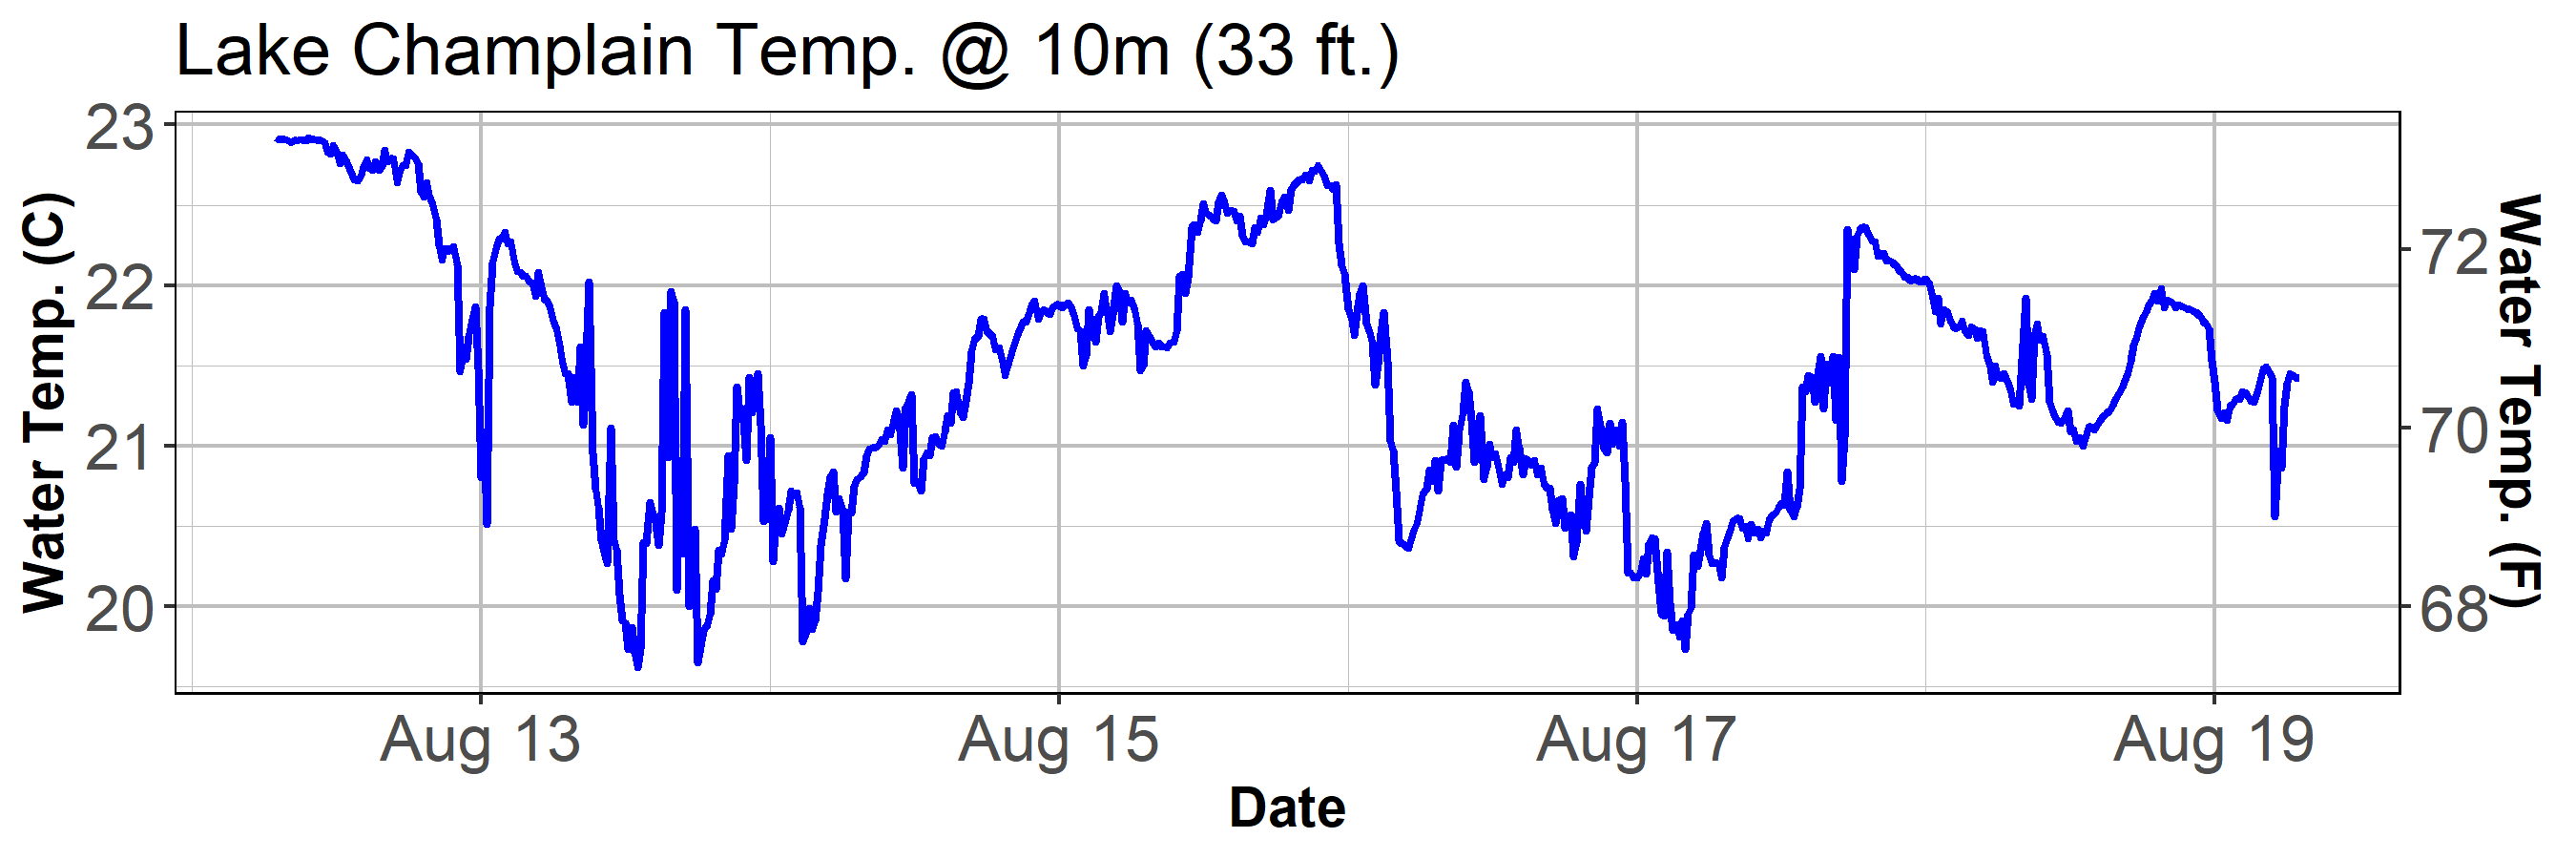 Lake Champlain Temp. @ 10m (33 ft.)
Water Temp. (C)
23
22
21
20
72
70
68
Water Temp. (F)
Aug 13 Aug 15 Aug 17 Aug 19
Date